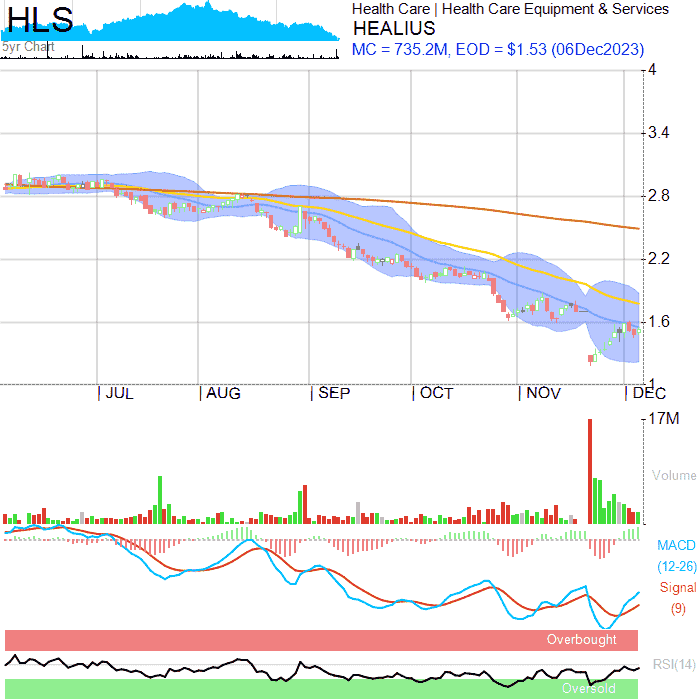 HLS
5yr Chart
Health Care | Health Care Equipment & Services
HEALIUS
MC = 735.2M, EOD = $1.53 (06Dec2023)
4
3.4
2.8
2.2
1.6
1
| JUL | AUG | SEP | OCT | NOV | DEC
17M
Volume
MACD
(12-26)
Signal
(9)
Overbought
RSI(14)
Oversold